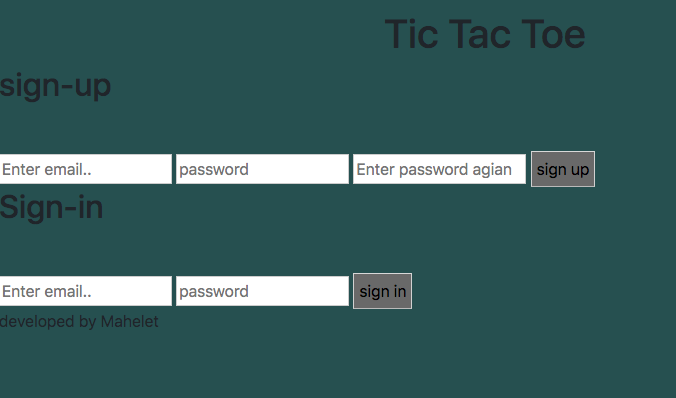 Tic Tac Toe
sign-up
Enter email.. password Enter password agian sign up
Sign-in
Enter email.. password sign in
developed by Mahelet